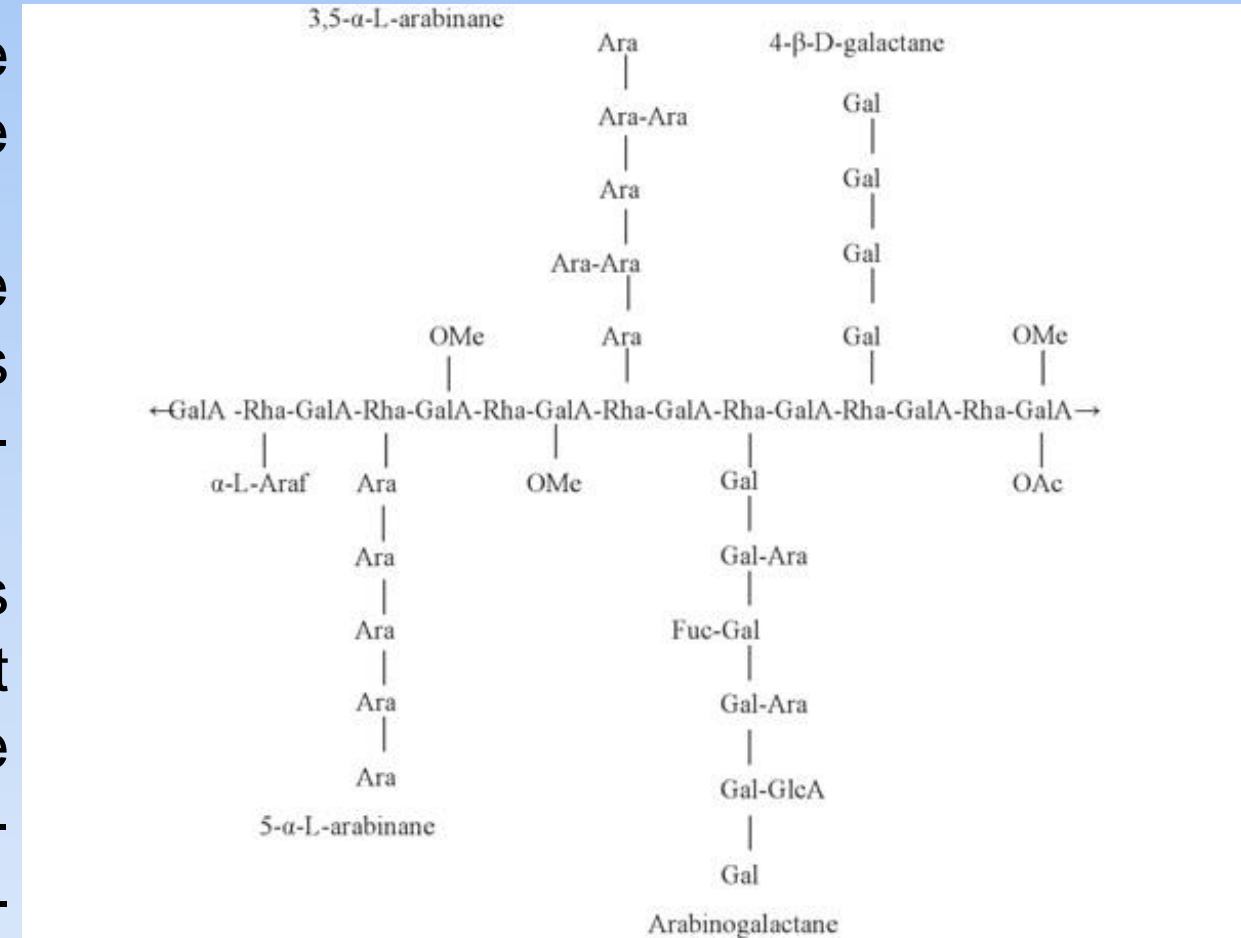 3,5-α-L-arabinane
Ara 4-β-D-galactane
Gal
Ara-Ara
Gal
Ara
Gal
Ara-Ara
OMe Ara Gal OMe
←GalA -Rha-GalA-Rha-GalA-Rha-GalA-Rha-GalA-Rha-GalA-Rha-GalA-Rha-GalA→
α-L-Araf Ara OMe Gal OAc
Ara Gal-Ara
Ara Fuc-Gal
Ara Gal-Ara
Ara Gal-GlcA
5-α-L-arabinane
Gal
Arabinogalactane